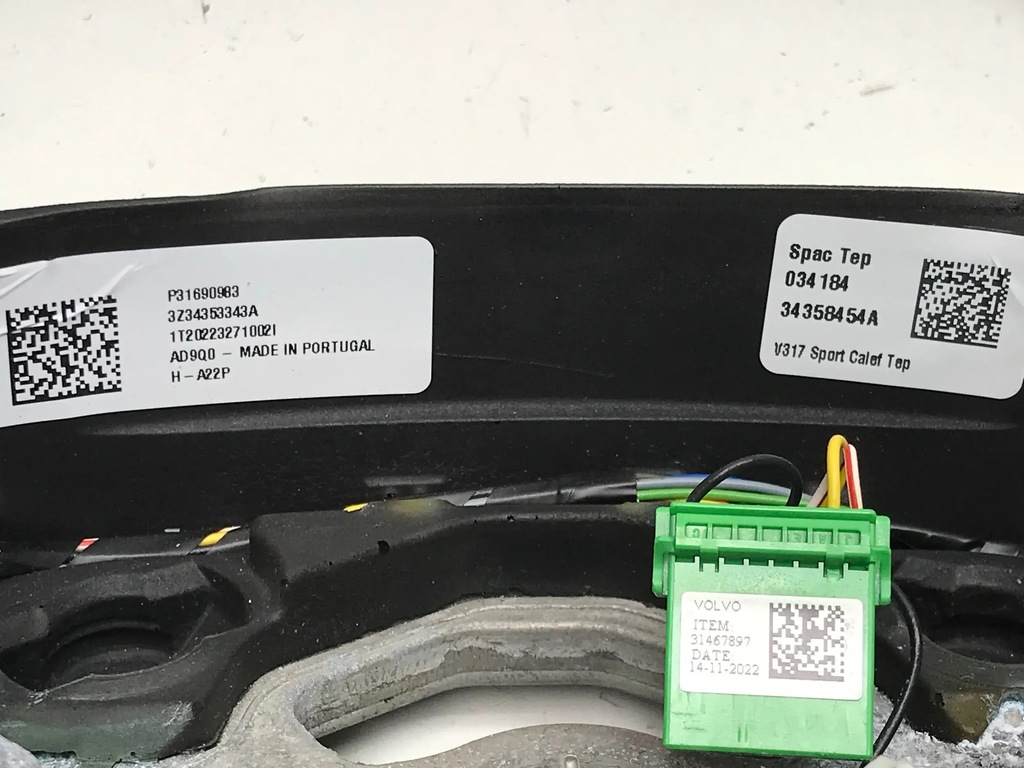 P31690983
3Z34353343A
1T20223271002I
AD9Q0 - MADE IN PORTUGAL
H-A22P
Spac Tep
034184
34358454A
V317 Sport Calef Tep
VOLVO
ITEM:
31467897
DATE
14-11-2022